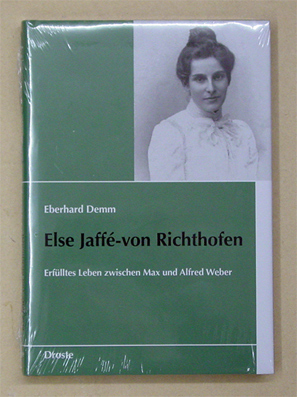 Eberhard Demm
Else Jaffé-von Richthofen
Erfülltes Leben zwischen Max und Alfred Weber
Droste